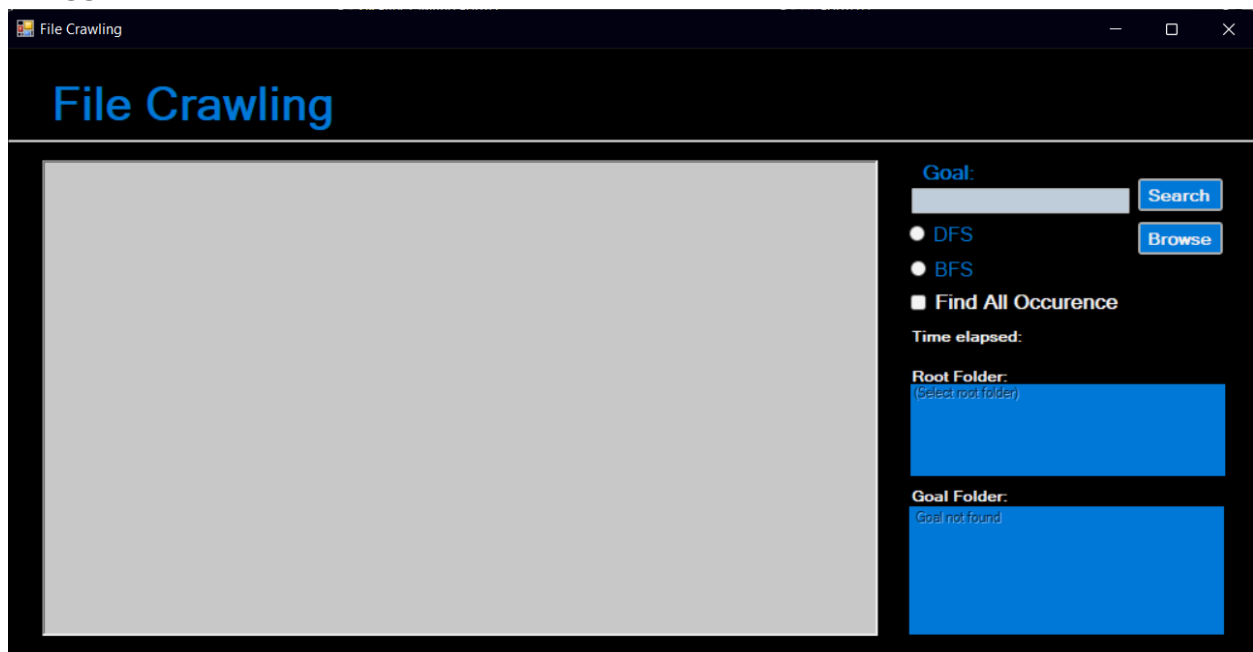 File Crawling
File Crawling
Goal:
Search
DFS
Browse
BFS
Find All Occurence
Time elapsed:
Root Folder:
(Select root folder)
Goal Folder:
Goal not found